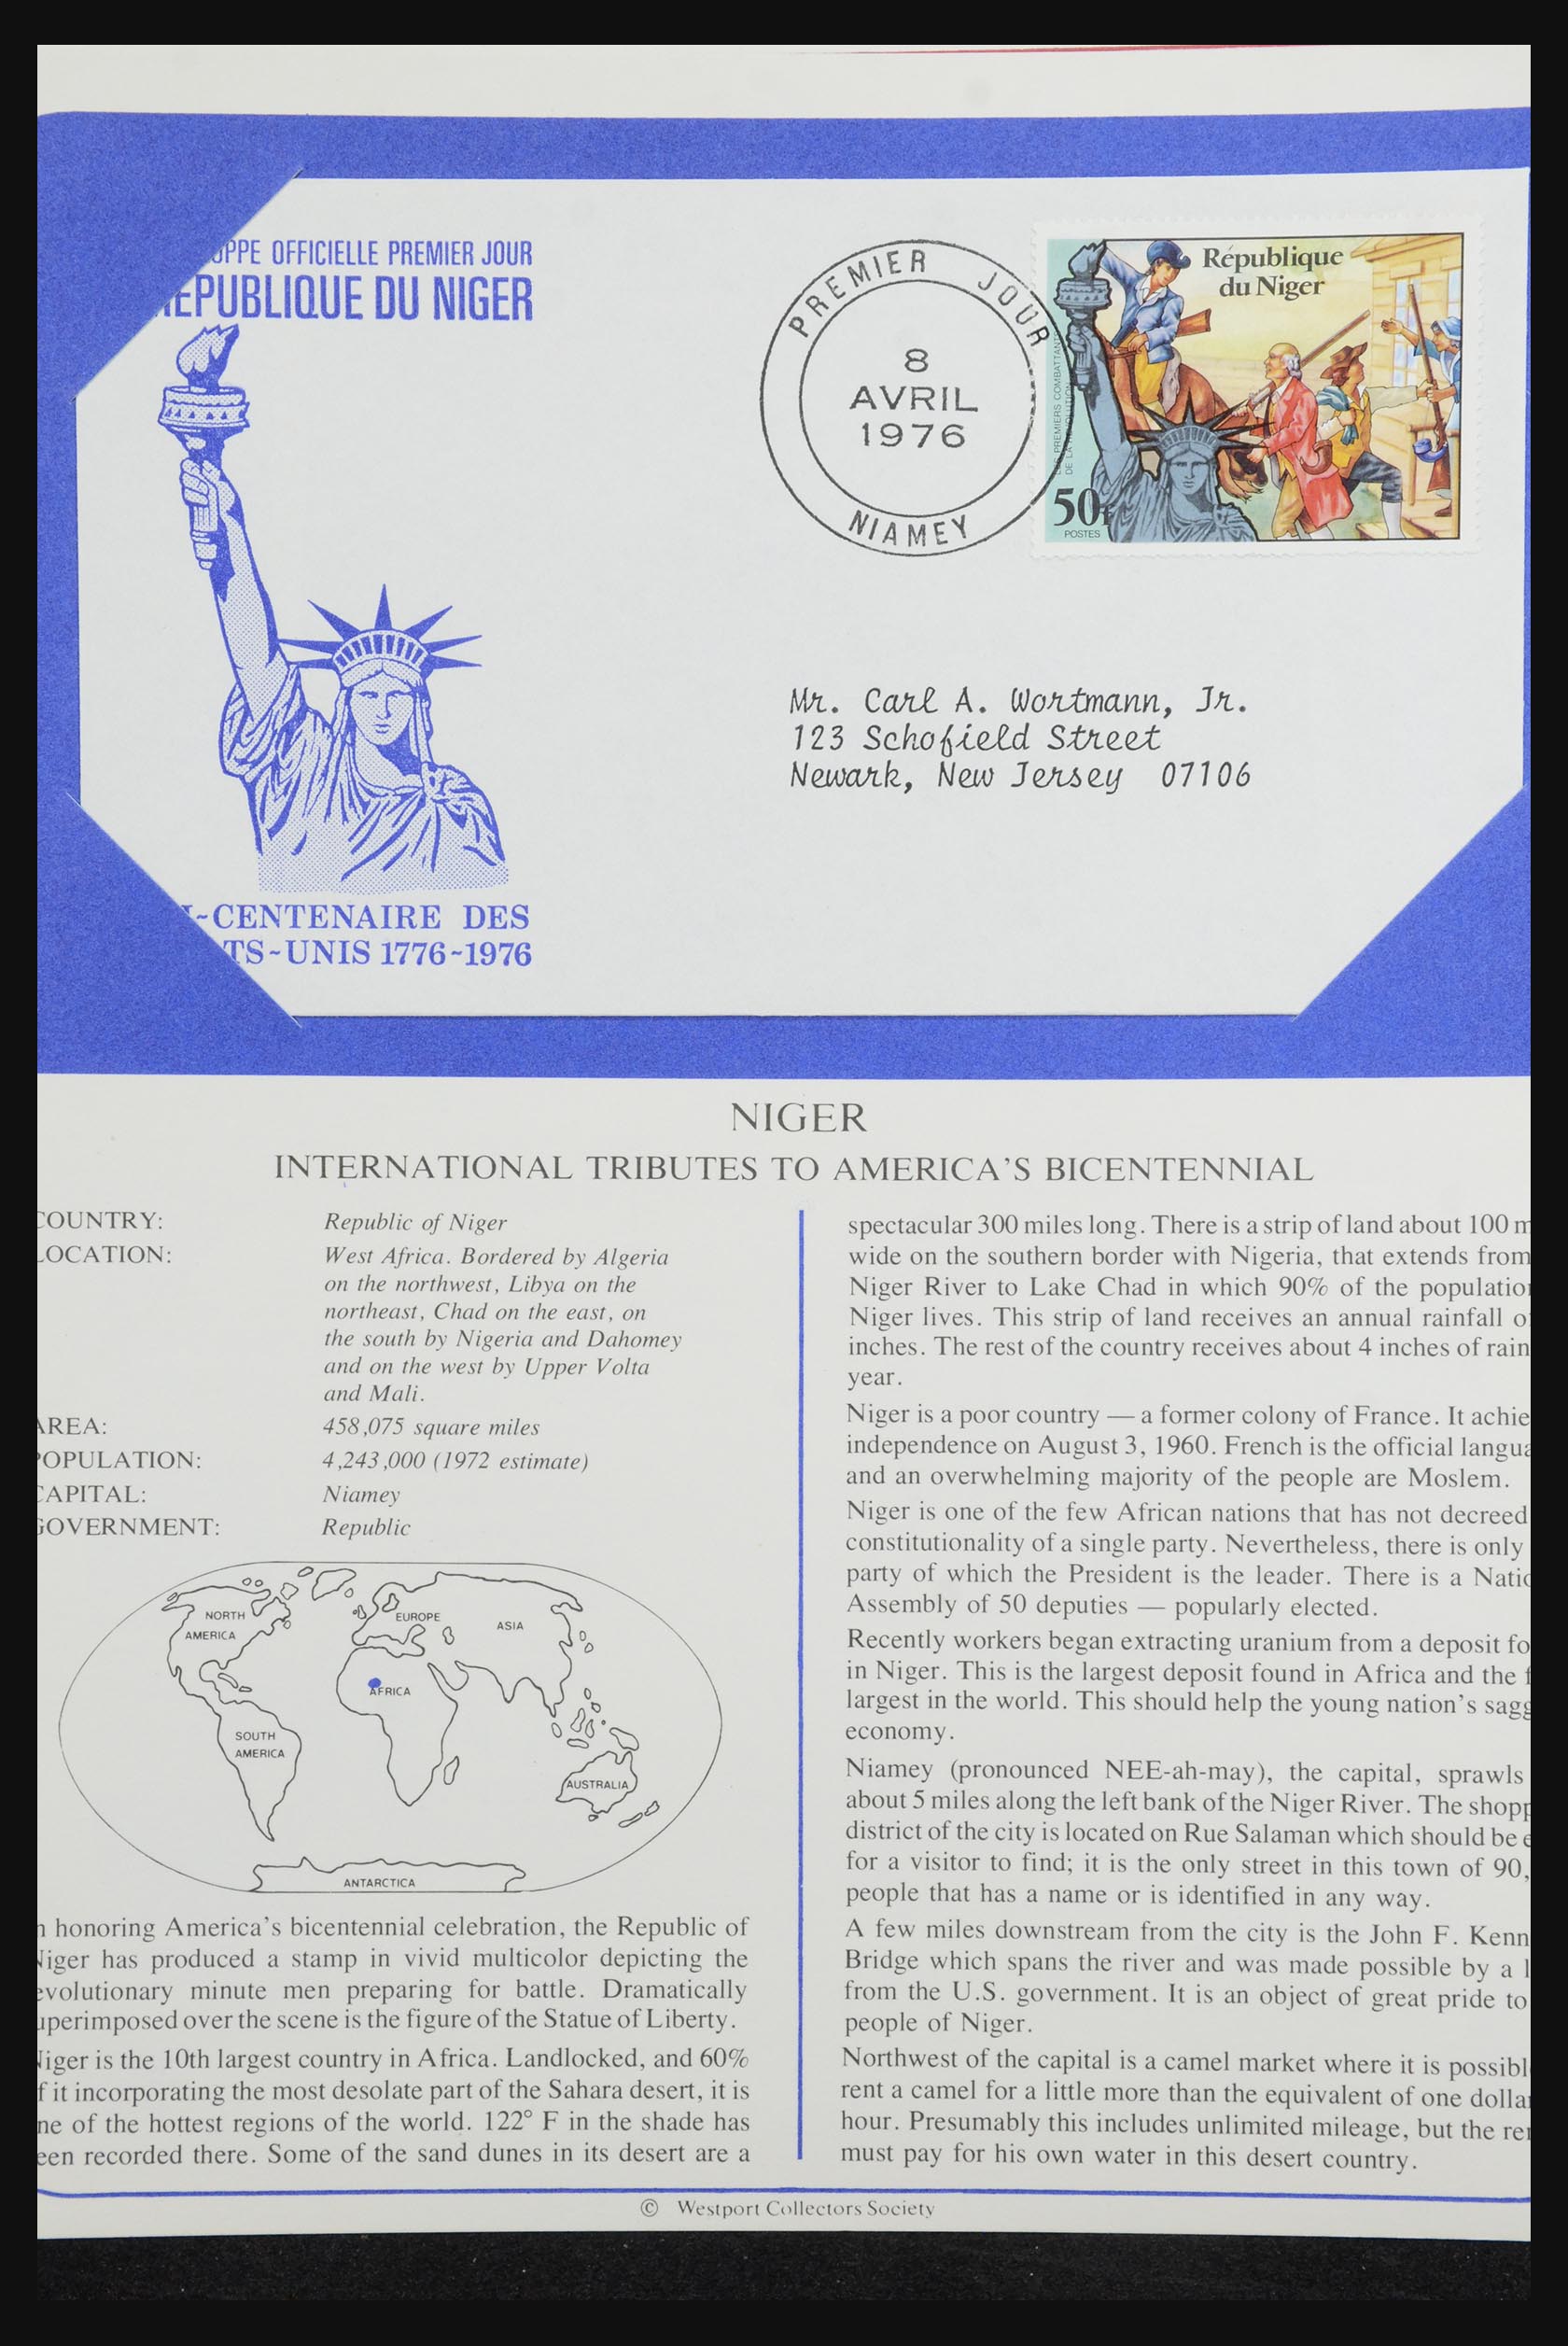 OPPE OFFICIELLE PREMIER JOUR
EPUBLIQUE DU NIGER
PREMIER JOUR
8
AVRIL
1976
NIAMEY
République
du Niger
LES PREMIERS COMBATTANTS
DE LA REVOLUTION
50f
POSTES
Mr. Carl A. Wortmann, Jr.
123 Schofield Street
Newark, New Jersey 07106
I-CENTENAIRE DES
TS-UNIS 1776-1976
NIGER
INTERNATIONAL TRIBUTES TO AMERICA'S BICENTENNIAL
COUNTRY: Republic of Niger
LOCATION: West Africa. Bordered by Algeria
on the northwest, Libya on the
northeast, Chad on the east, on
the south by Nigeria and Dahomey
and on the west by Upper Volta
and Mali.
AREA: 458,075 square miles
POPULATION: 4,243,000 (1972 estimate)
CAPITAL: Niamey
GOVERNMENT: Republic
NORTH
AMERICA
EUROPE
ASIA
AFRICA
SOUTH
AMERICA
AUSTRALIA
ANTARCTICA
n honoring America's bicentennial celebration, the Republic of
Niger has produced a stamp in vivid multicolor depicting the
evolutionary minute men preparing for battle. Dramatically
uperimposed over the scene is the figure of the Statue of Liberty.
Niger is the 10th largest country in Africa. Landlocked, and 60%
f it incorporating the most desolate part of the Sahara desert, it is
ne of the hottest regions of the world. 122° F in the shade has
een recorded there. Some of the sand dunes in its desert are a
spectacular 300 miles long. There is a strip of land about 100 m
wide on the southern border with Nigeria, that extends from
Niger River to Lake Chad in which 90% of the population
Niger lives. This strip of land receives an annual rainfall o
inches. The rest of the country receives about 4 inches of rain
year.
Niger is a poor country — a former colony of France. It achie
independence on August 3, 1960. French is the official langua
and an overwhelming majority of the people are Moslem.
Niger is one of the few African nations that has not decreed
constitutionality of a single party. Nevertheless, there is only
party of which the President is the leader. There is a Natio
Assembly of 50 deputies — popularly elected.
Recently workers began extracting uranium from a deposit fo
in Niger. This is the largest deposit found in Africa and the f
largest in the world. This should help the young nation's sagg
economy.
Niamey (pronounced NEE-ah-may), the capital, sprawls
about 5 miles along the left bank of the Niger River. The shopp
district of the city is located on Rue Salaman which should be e
for a visitor to find; it is the only street in this town of 90,
people that has a name or is identified in any way.
A few miles downstream from the city is the John F. Kenn
Bridge which spans the river and was made possible by a l
from the U.S. government. It is an object of great pride to
people of Niger.
Northwest of the capital is a camel market where it is possibl
rent a camel for a little more than the equivalent of one dollar
hour. Presumably this includes unlimited mileage, but the ren
must pay for his own water in this desert country.
© Westport Collectors Society